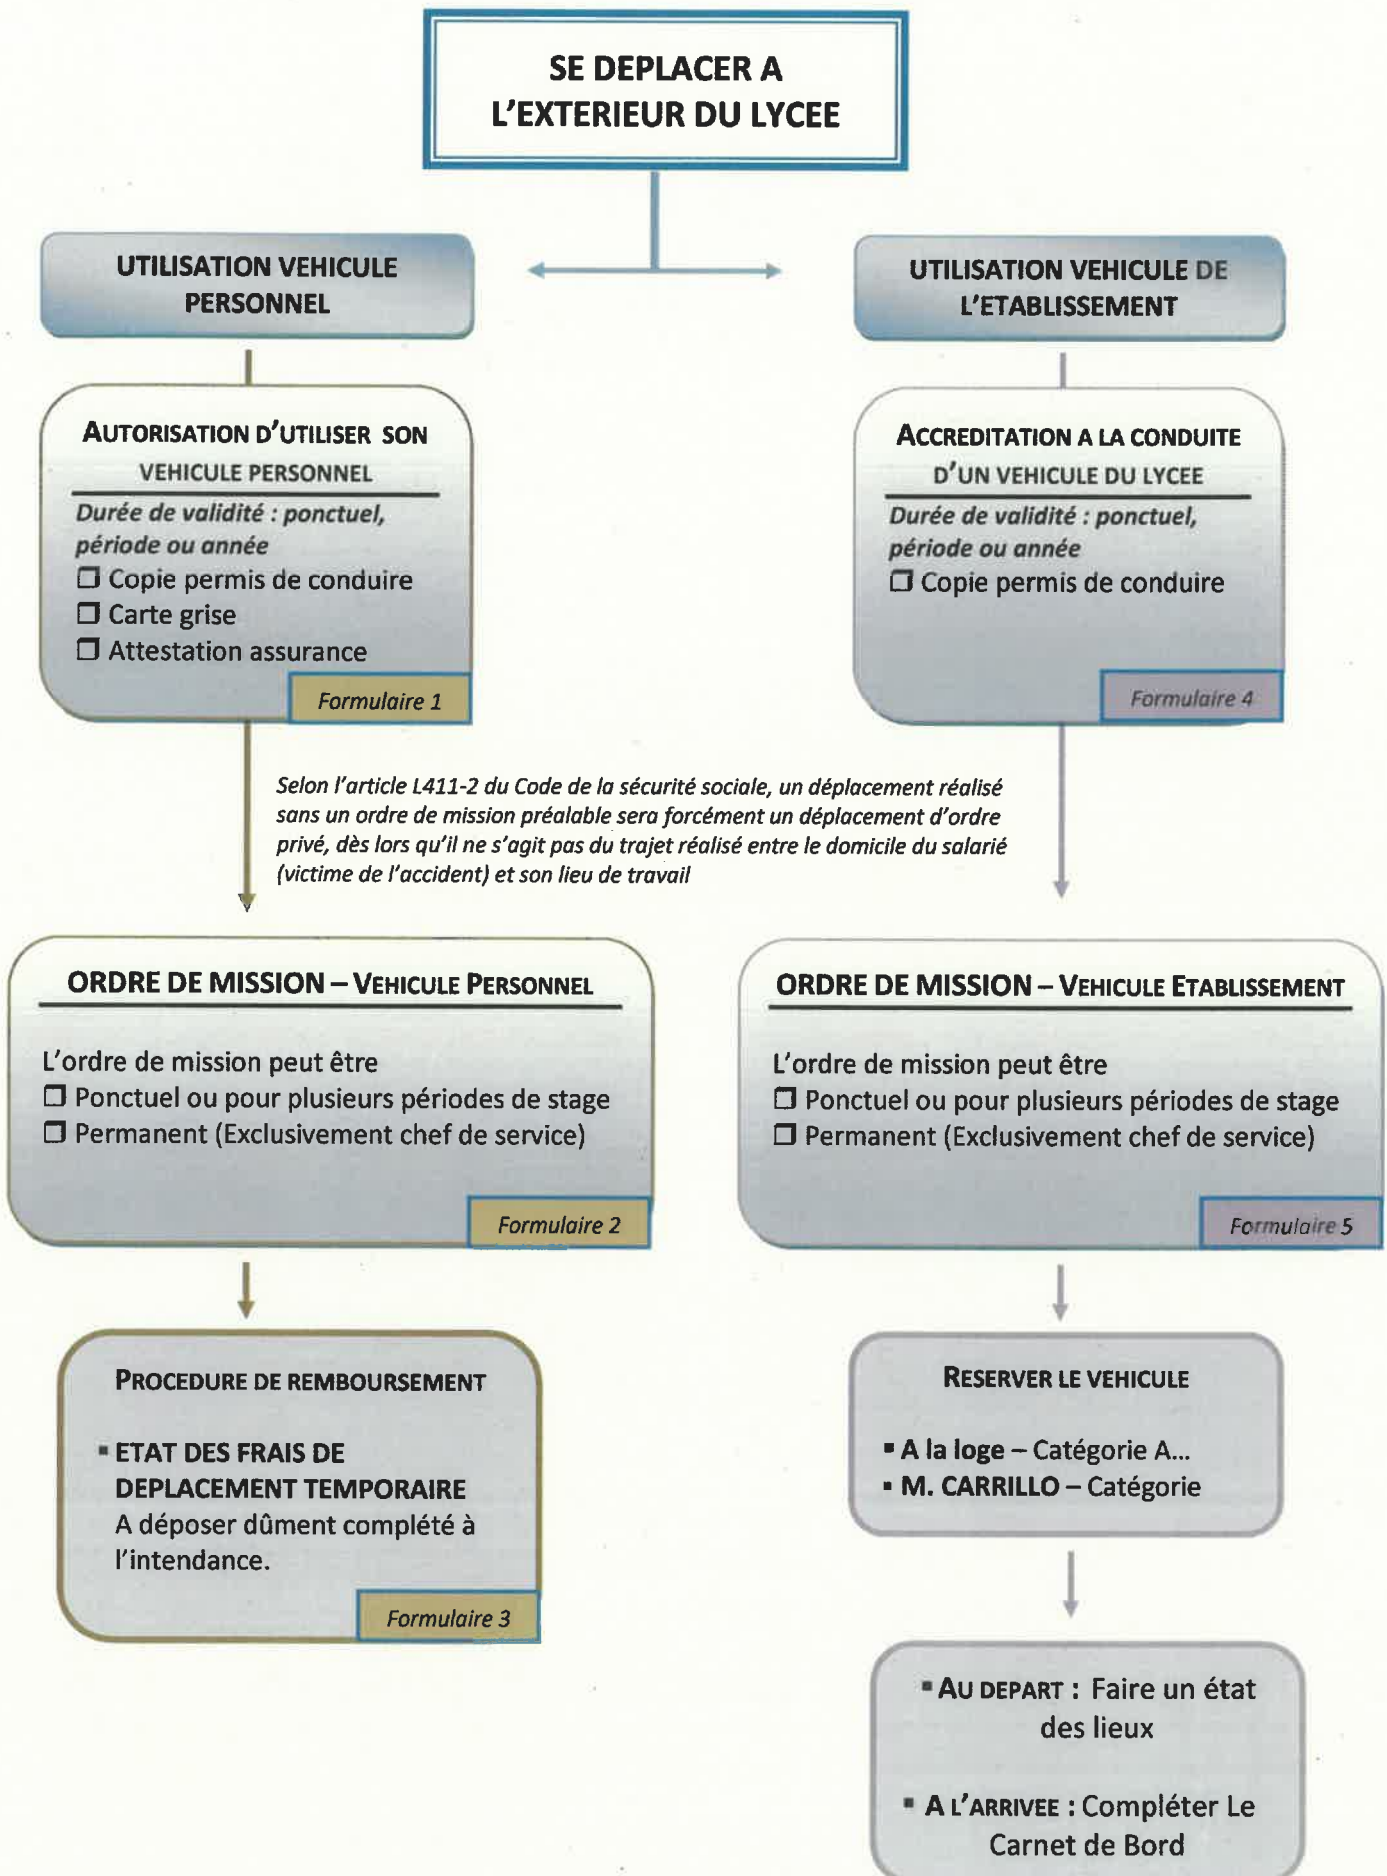 SE DEPLACER A
L'EXTERIEUR DU LYCEE
UTILISATION VEHICULE
PERSONNEL
AUTORISATION D'UTILISER SON
VEHICULE PERSONNEL
Durée de validité : ponctuel,
période ou année
❐ Copie permis de conduire
❐ Carte grise
❐ Attestation assurance
Formulaire 1
UTILISATION VEHICULE DE
L'ETABLISSEMENT
ACCREDITATION A LA CONDUITE
D'UN VEHICULE DU LYCEE
Durée de validité : ponctuel,
période ou année
❐ Copie permis de conduire
Formulaire 4
Selon l'article L411-2 du Code de la sécurité sociale, un déplacement réalisé
sans un ordre de mission préalable sera forcément un déplacement d'ordre
privé, dès lors qu'il ne s'agit pas du trajet réalisé entre le domicile du salarié
(victime de l'accident) et son lieu de travail
ORDRE DE MISSION – VEHICULE PERSONNEL
L'ordre de mission peut être
❐ Ponctuel ou pour plusieurs périodes de stage
❐ Permanent (Exclusivement chef de service)
Formulaire 2
ORDRE DE MISSION – VEHICULE ETABLISSEMENT
L'ordre de mission peut être
❐ Ponctuel ou pour plusieurs périodes de stage
❐ Permanent (Exclusivement chef de service)
Formulaire 5
PROCEDURE DE REMBOURSEMENT
▪ ETAT DES FRAIS DE
DEPLACEMENT TEMPORAIRE
A déposer dûment complété à
l'intendance.
Formulaire 3
RESERVER LE VEHICULE
▪ A la loge – Catégorie A...
▪ M. CARRILLO – Catégorie
▪ AU DEPART : Faire un état
des lieux
▪ A L'ARRIVEE : Compléter Le
Carnet de Bord